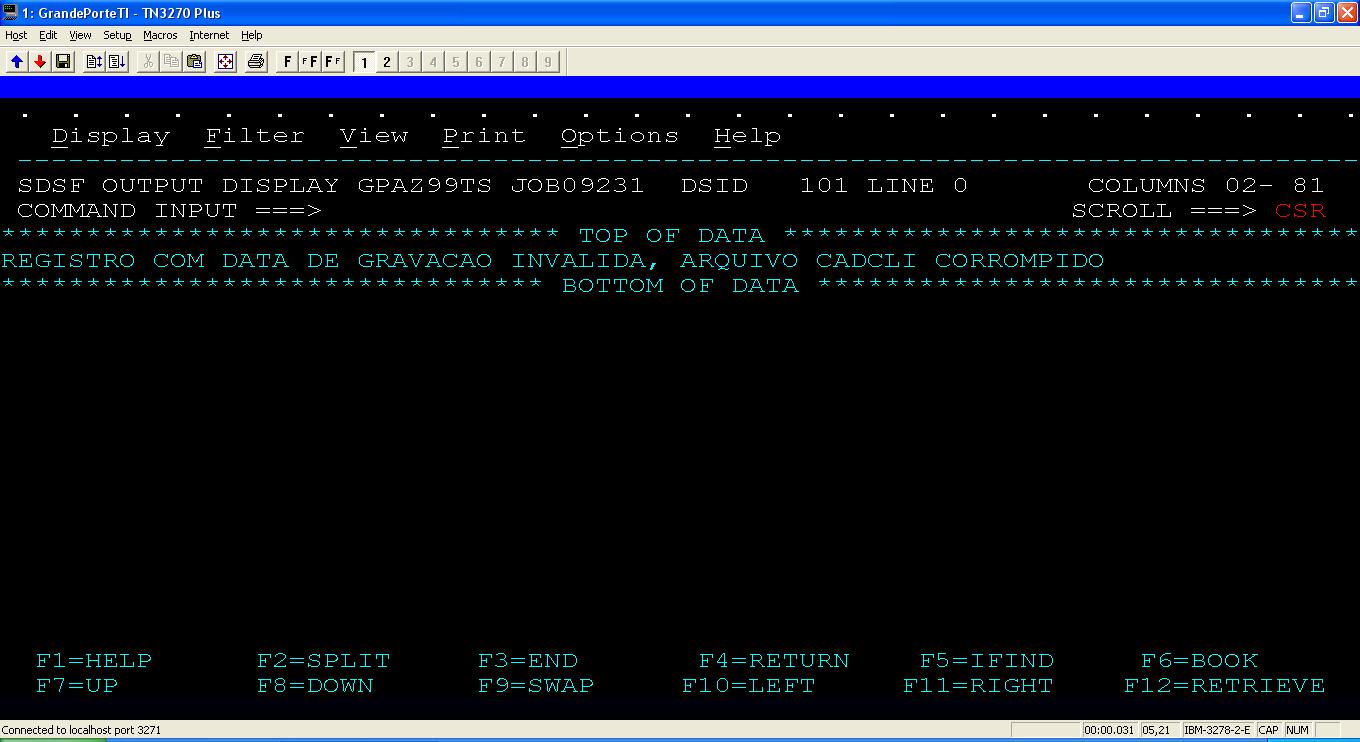 1: GrandePorteTI - TN3270 Plus
Host Edit View Setup Macros Internet Help
F FF FF 1 2 3 4 5 6 7 8 9
Display Filter View Print Options Help
SDSF OUTPUT DISPLAY GPAZ99TS JOB09231 DSID 101 LINE 0 COLUMNS 02- 81
COMMAND INPUT ===> SCROLL ===> CSR
********************************* TOP OF DATA **********************************
REGISTRO COM DATA DE GRAVACAO INVALIDA, ARQUIVO CADCLI CORROMPIDO
******************************** BOTTOM OF DATA ********************************
F1=HELP F2=SPLIT F3=END F4=RETURN F5=IFIND F6=BOOK
F7=UP F8=DOWN F9=SWAP F10=LEFT F11=RIGHT F12=RETRIEVE
Connected to localhost port 3271 00:00.031 05,21 IBM-3278-2-E CAP NUM